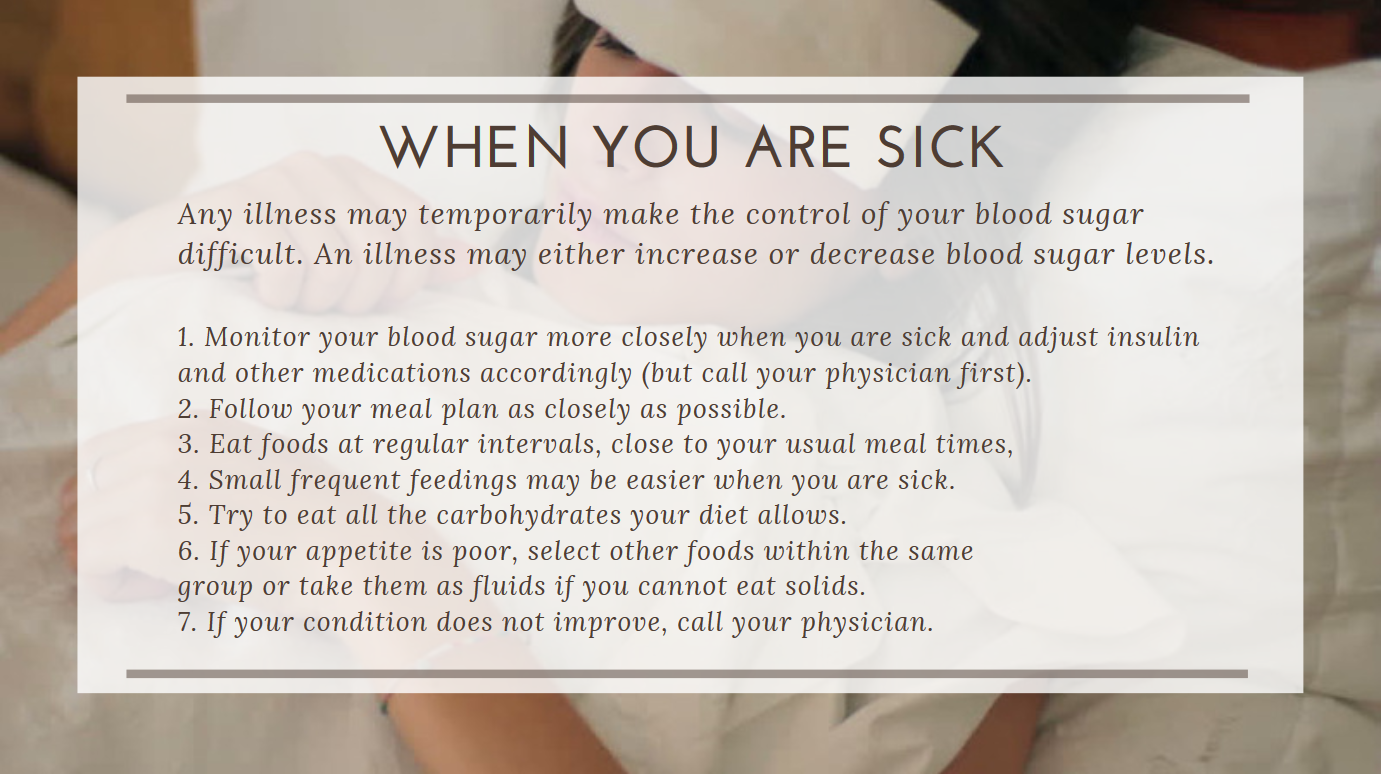 WHEN YOU ARE SICK
Any illness may temporarily make the control of your blood sugar
difficult. An illness may either increase or decrease blood sugar levels.
1. Monitor your blood sugar more closely when you are sick and adjust insulin
and other medications accordingly (but call your physician first).
2. Follow your meal plan as closely as possible.
3. Eat foods at regular intervals, close to your usual meal times,
4. Small frequent feedings may be easier when you are sick.
5. Try to eat all the carbohydrates your diet allows.
6. If your appetite is poor, select other foods within the same
group or take them as fluids if you cannot eat solids.
7. If your condition does not improve, call your physician.